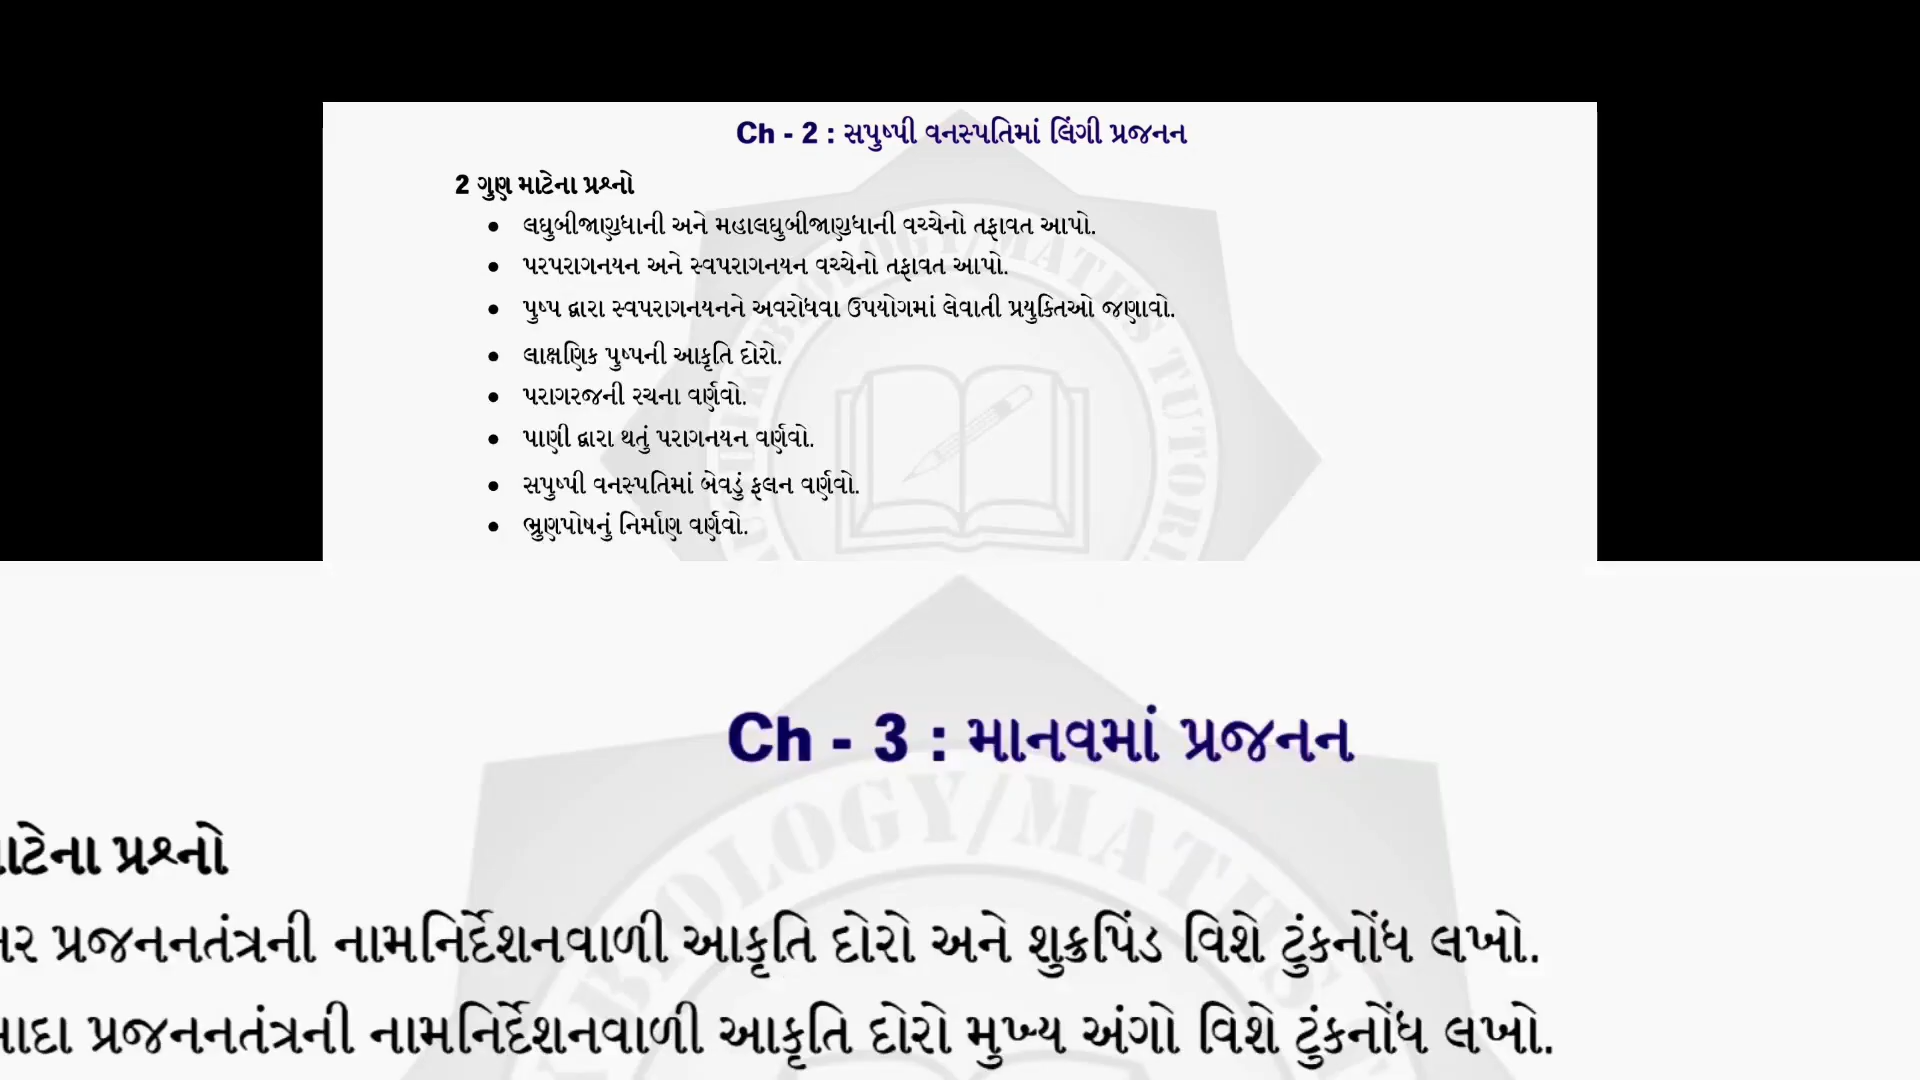 Ch - 2 : સપુષ્પી વનસ્પતિમાં લિંગી પ્રજનન
2 ગુણ માટેના પ્રશ્નો
• લઘુબીજાણુધાની અને મહાલઘુબીજાણુધાની વચ્ચેનો તફાવત આપો.
• પરપરાગનયન અને સ્વપરાગનયન વચ્ચેનો તફાવત આપો.
• પુષ્પ દ્વારા સ્વપરાગનયનને અવરોધવા ઉપયોગમાં લેવાતી પ્રયુક્તિઓ જણાવો.
• લાક્ષણિક પુષ્પની આકૃતિ દોરો.
• પરાગરજની રચના વર્ણવો.
• પાણી દ્વારા થતું પરાગનયન વર્ણવો.
• સપુષ્પી વનસ્પતિમાં બેવડું ફલન વર્ણવો.
• ભ્રુણપોષનું નિર્માણ વર્ણવો.
BIOLOGY/MATHS
Ch - 3 : માનવમાં પ્રજનન
પ્રશ્નો
પ્રજનનતંત્રની નામનિર્દેશનવાળી આકૃતિ દોરો અને શુક્રપિંડ વિશે ટુંકનોંધ લખો.
પ્રજનનતંત્રની નામનિર્દેશનવાળી આકૃતિ દોરો મુખ્ય અંગો વિશે ટુંકનોંધ લખો.